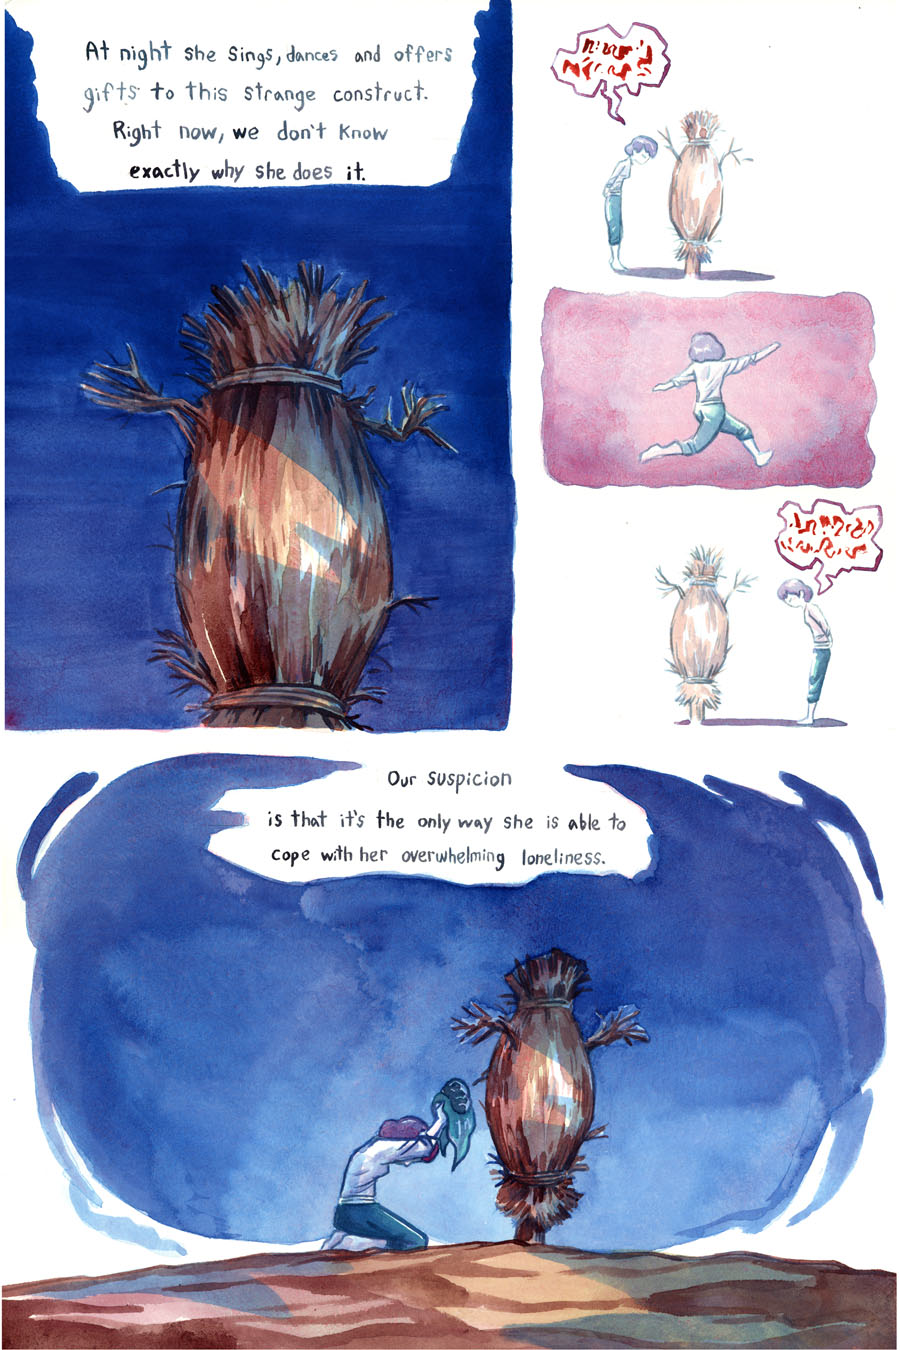 At night she sings, dances and offers
gifts to this strange construct.
Right now, we don't know
exactly why she does it.
Our suspicion
is that it's the only way she is able to
cope with her overwhelming loneliness.